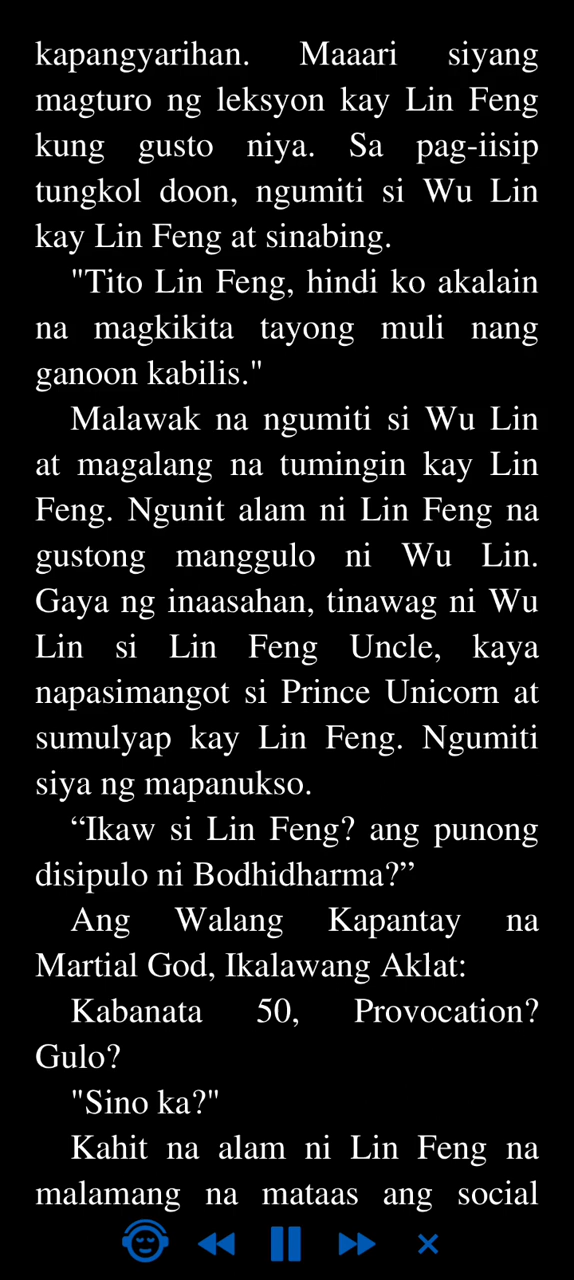 kapangyarihan. Maaari siyang
magturo ng leksyon kay Lin Feng
kung gusto niya. Sa pag-iisip
tungkol doon, ngumiti si Wu Lin
kay Lin Feng at sinabing.
"Tito Lin Feng, hindi ko akalain
na magkikita tayong muli nang
ganoon kabilis."
Malawak na ngumiti si Wu Lin
at magalang na tumingin kay Lin
Feng. Ngunit alam ni Lin Feng na
gustong manggulo ni Wu Lin.
Gaya ng inaasahan, tinawag ni Wu
Lin si Lin Feng Uncle, kaya
napasimangot si Prince Unicorn at
sumulyap kay Lin Feng. Ngumiti
siya ng mapanukso.
“Ikaw si Lin Feng? ang punong
disipulo ni Bodhidharma?”
Ang Walang Kapantay na
Martial God, Ikalawang Aklat:
Kabanata 50, Provocation?
Gulo?
"Sino ka?"
Kahit na alam ni Lin Feng na
malamang na mataas ang social